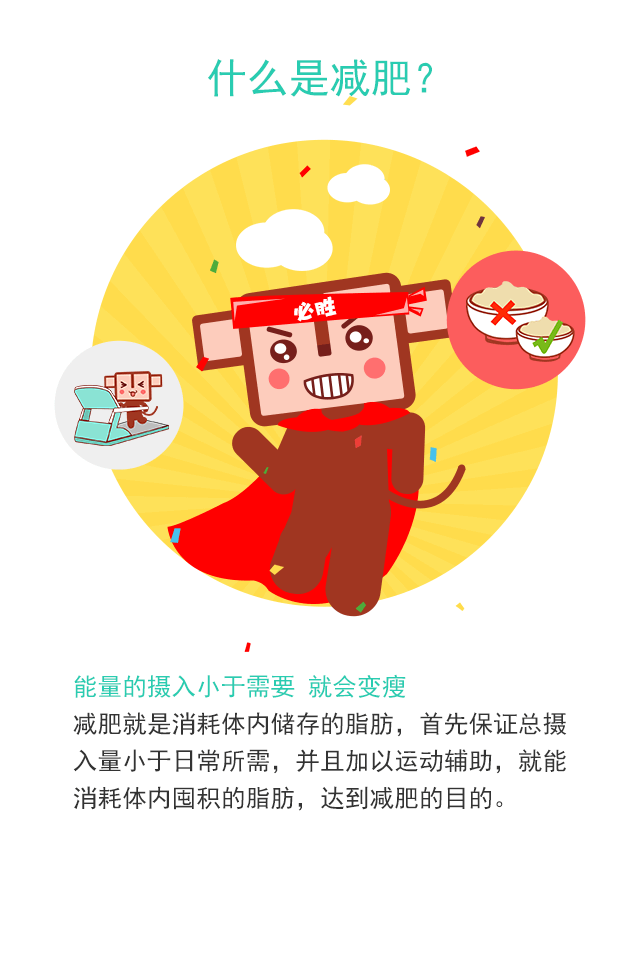 什么是减肥?
必胜
能量的摄入小于需要 就会变瘦
减肥就是消耗体内储存的脂肪，首先保证总摄
入量小于日常所需，并且加以运动辅助，就能
消耗体内囤积的脂肪，达到减肥的目的。